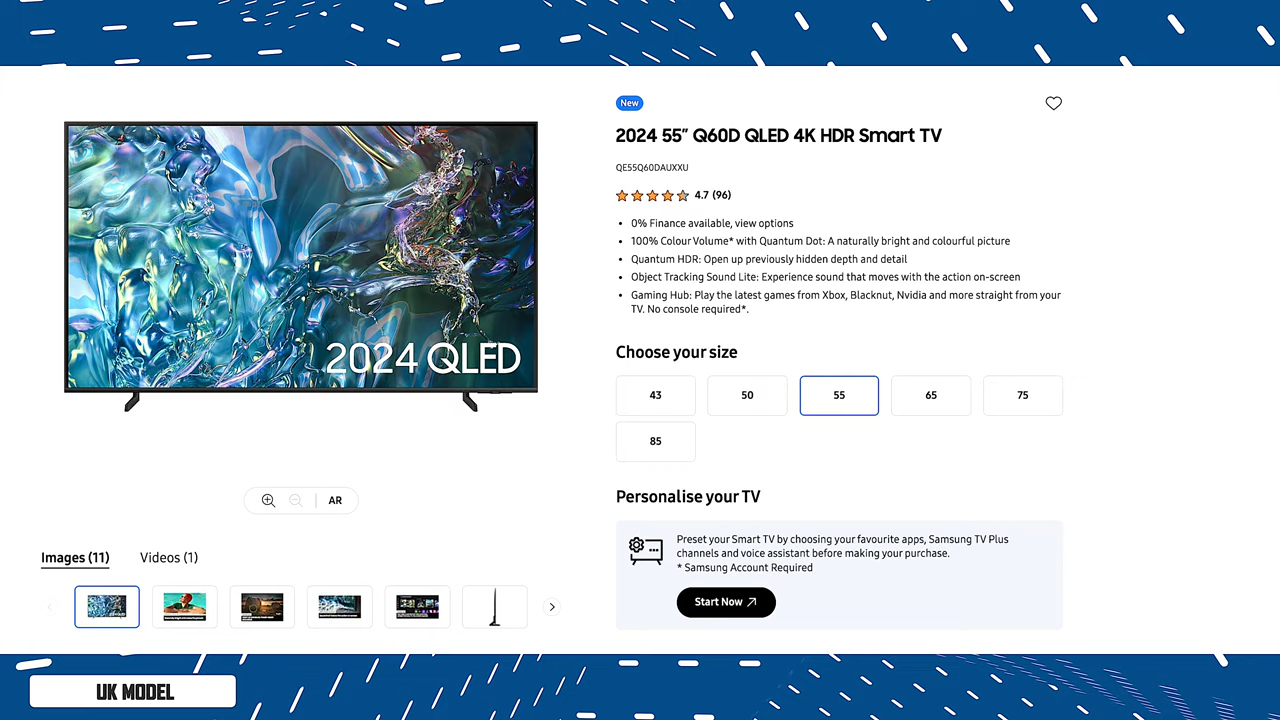 New
2024 55" Q60D QLED 4K HDR Smart TV
QE55Q60DAUXXU
4.7 (96)
• 0% Finance available, view options
• 100% Colour Volume* with Quantum Dot: A naturally bright and colourful picture
• Quantum HDR: Open up previously hidden depth and detail
• Object Tracking Sound Lite: Experience sound that moves with the action on-screen
• Gaming Hub: Play the latest games from Xbox, Blacknut, Nvidia and more straight from your
TV. No console required*.
2024 QLED
Choose your size
43
50
55
65
75
85
AR
Personalise your TV
Preset your Smart TV by choosing your favourite apps, Samsung TV Plus
channels and voice assistant before making your purchase.
* Samsung Account Required
Start Now
Images (11)
Videos (1)
UK MODEL